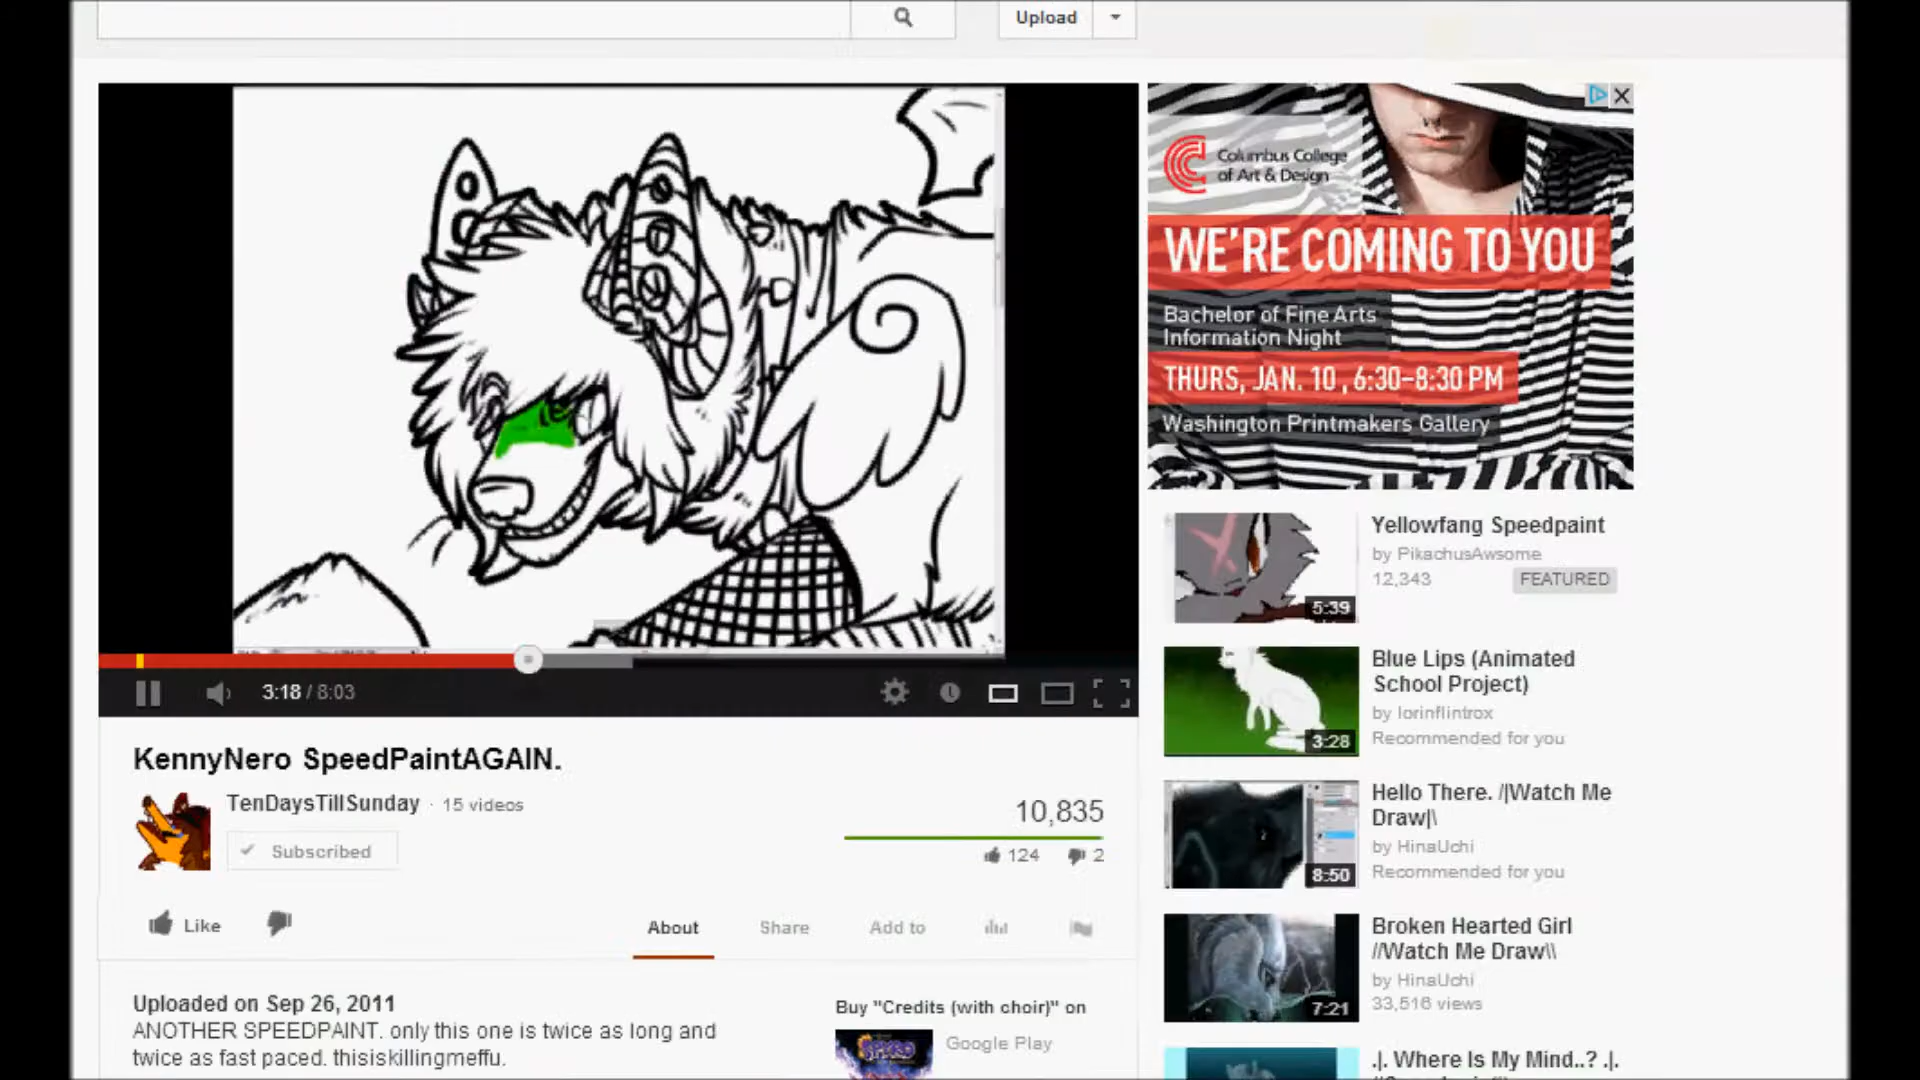 Upload
Columbus College
of Art & Design
WE'RE COMING TO YOU
Bachelor of Fine Arts
Information Night
THURS, JAN. 10, 6:30-8:30 PM
Washington Printmakers Gallery
3:18 / 8:03
KennyNero SpeedPaintAGAIN.
TenDaysTillSunday · 15 videos
Subscribed
10,835
124 2
Like
About Share Add to
Uploaded on Sep 26, 2011
ANOTHER SPEEDPAINT. only this one is twice as long and
twice as fast paced. thisiskillingmeffu.
Buy "Credits (with choir)" on
SPYRO
Google Play
Yellowfang Speedpaint
by PikachusAwsome
12,343 FEATURED
5:39
Blue Lips (Animated
School Project)
by lorinflintrox
Recommended for you
3:28
Hello There. /|Watch Me
Draw|\
by HinaUchi
Recommended for you
8:50
Broken Hearted Girl
//Watch Me Draw\\
by HinaUchi
33,516 views
7:21
.|. Where Is My Mind..? .|.